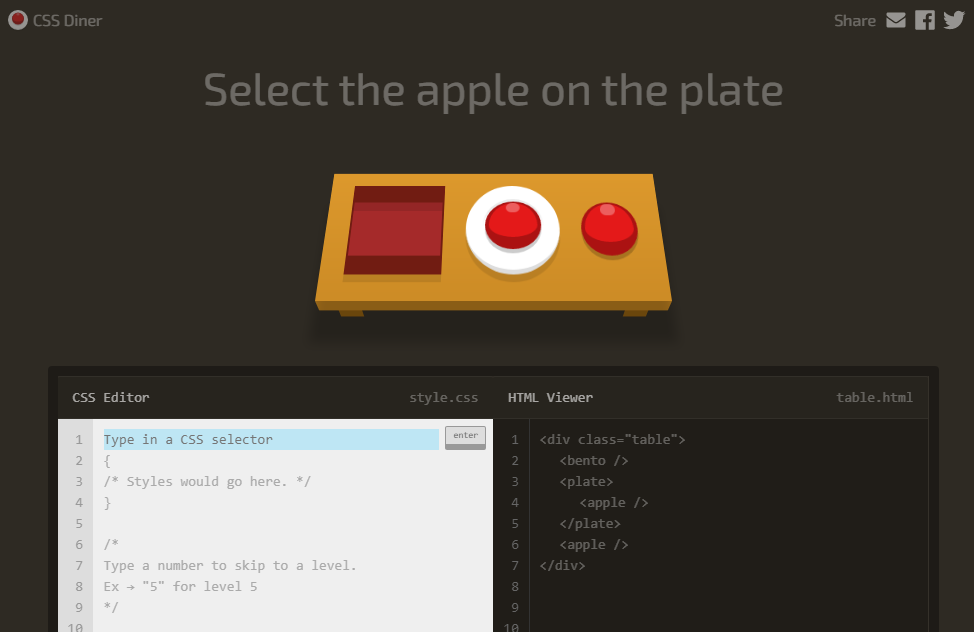 CSS Diner
Share
Select the apple on the plate
CSS Editor
style.css
1 Type in a CSS selector
enter
2 {
3 /* Styles would go here. */
4 }
5
6 /*
7 Type a number to skip to a level.
8 Ex → "5" for level 5
9 */
10
HTML Viewer
table.html
1 <div class="table">
2 <bento />
3 <plate>
4 <apple />
5 </plate>
6 <apple />
7 </div>
8
9
10